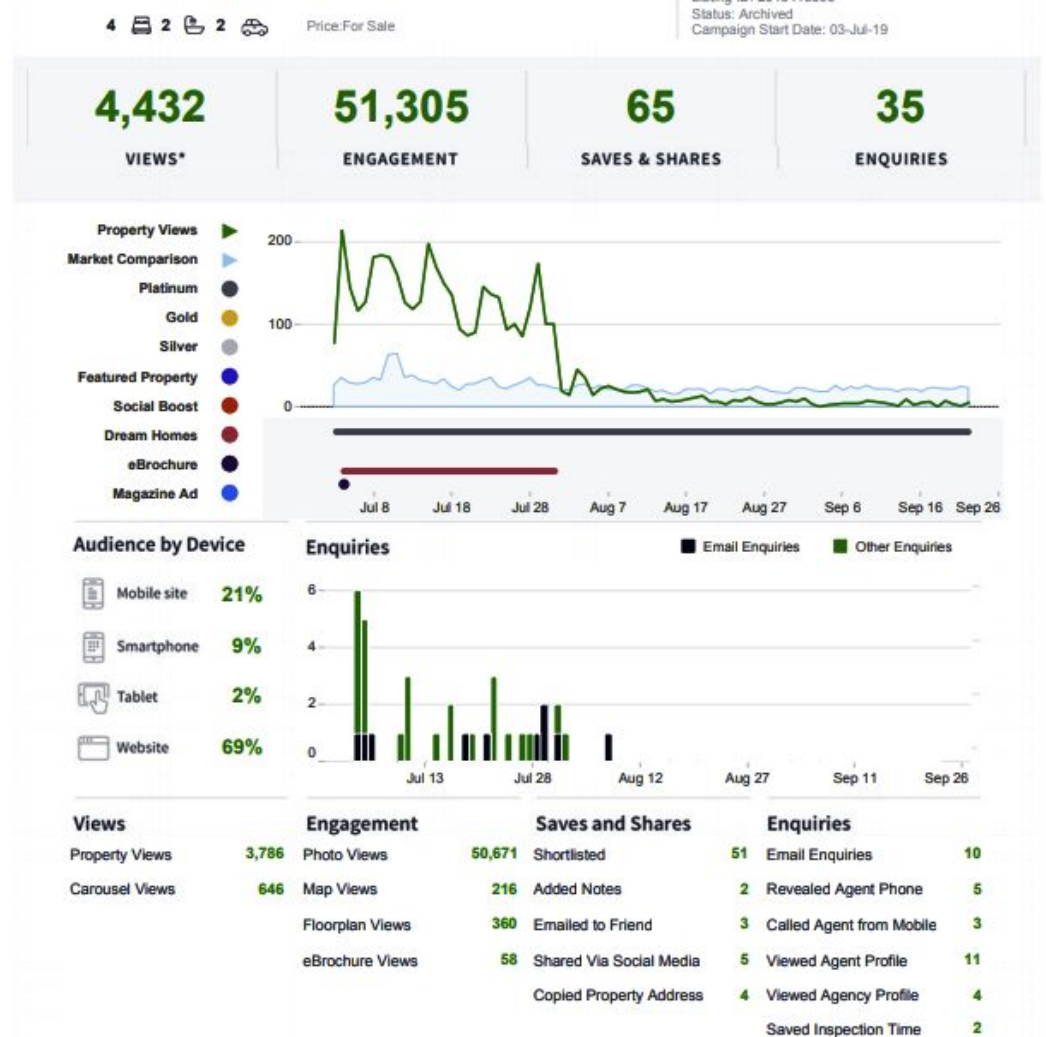 4 2 2 Price:For Sale
Status: Archived
Campaign Start Date: 03-Jul-19
4,432 51,305 65 35
VIEWS* ENGAGEMENT SAVES & SHARES ENQUIRIES
Property Views
Market Comparison
Platinum
Gold
Silver
Featured Property
Social Boost
Dream Homes
eBrochure
Magazine Ad
200
100
0
Jul 8 Jul 18 Jul 28 Aug 7 Aug 17 Aug 27 Sep 6 Sep 16 Sep 26
Audience by Device
Mobile site 21%
Smartphone 9%
Tablet 2%
Website 69%
Enquiries
Email Enquiries Other Enquiries
6
4
2
0
Jul 13 Jul 28 Aug 12 Aug 27 Sep 11 Sep 26
Views
Property Views 3,786
Carousel Views 646
Engagement
Photo Views 50,671
Map Views 216
Floorplan Views 360
eBrochure Views 58
Saves and Shares
Shortlisted 51
Added Notes 2
Emailed to Friend 3
Shared Via Social Media 5
Copied Property Address 4
Enquiries
Email Enquiries 10
Revealed Agent Phone 5
Called Agent from Mobile 3
Viewed Agent Profile 11
Viewed Agency Profile 4
Saved Inspection Time 2